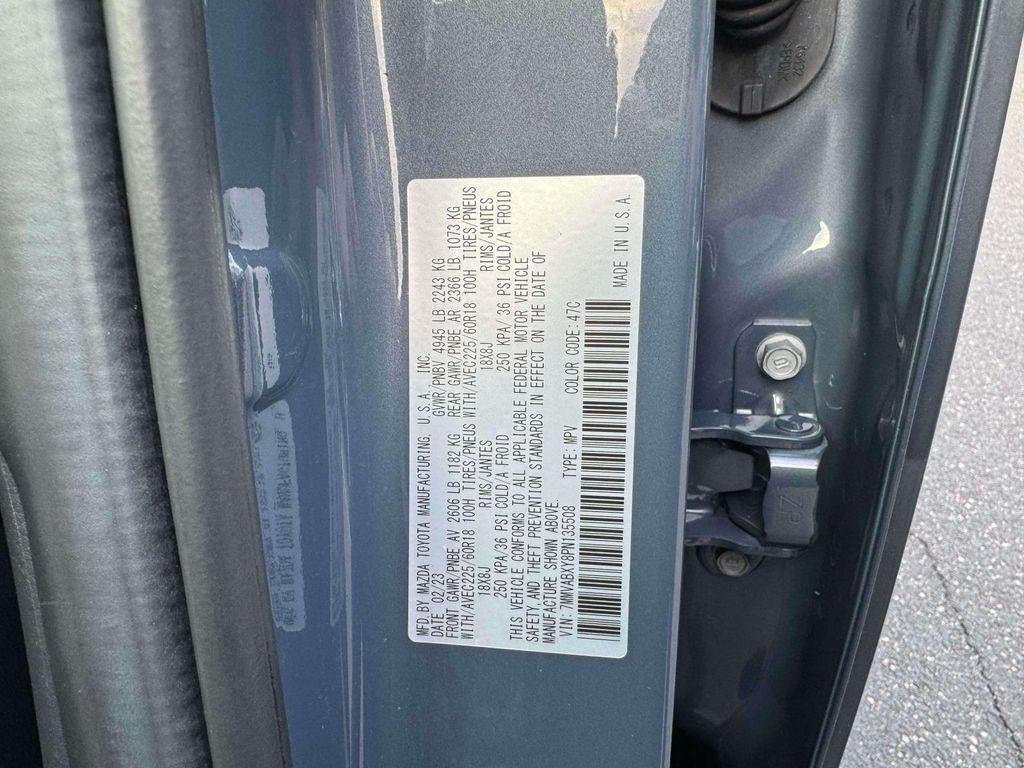 MFD.BY MAZDA TOYOTA MANUFACTURING, U.S.A., INC.
DATE 02/23 GVWR/PNBV 4945 LB 2243 KG
FRONT GAWR/PNBE AV 2606 LB 1182 KG REAR GAWR/PNBE AR 2366 LB 1073 KG
WITH/AVEC225/60R18 100H TIRES/PNEUS WITH/AVEC225/60R18 100H TIRES/PNEUS
18X8J RIMS/JANTES 18X8J RIMS/JANTES
250 KPA/36 PSI COLD/A FROID 250 KPA/ 36 PSI COLD/A FROID
THIS VEHICLE CONFORMS TO ALL APPLICABLE FEDERAL MOTOR VEHICLE
SAFETY, AND THEFT PREVENTION STANDARDS IN EFFECT ON THE DATE OF
MANUFACTURE SHOWN ABOVE.
VIN: 7MMVABXY8PN135508 TYPE: MPV COLOR CODE: 47C
MADE IN U.S.A.
>EPDM<